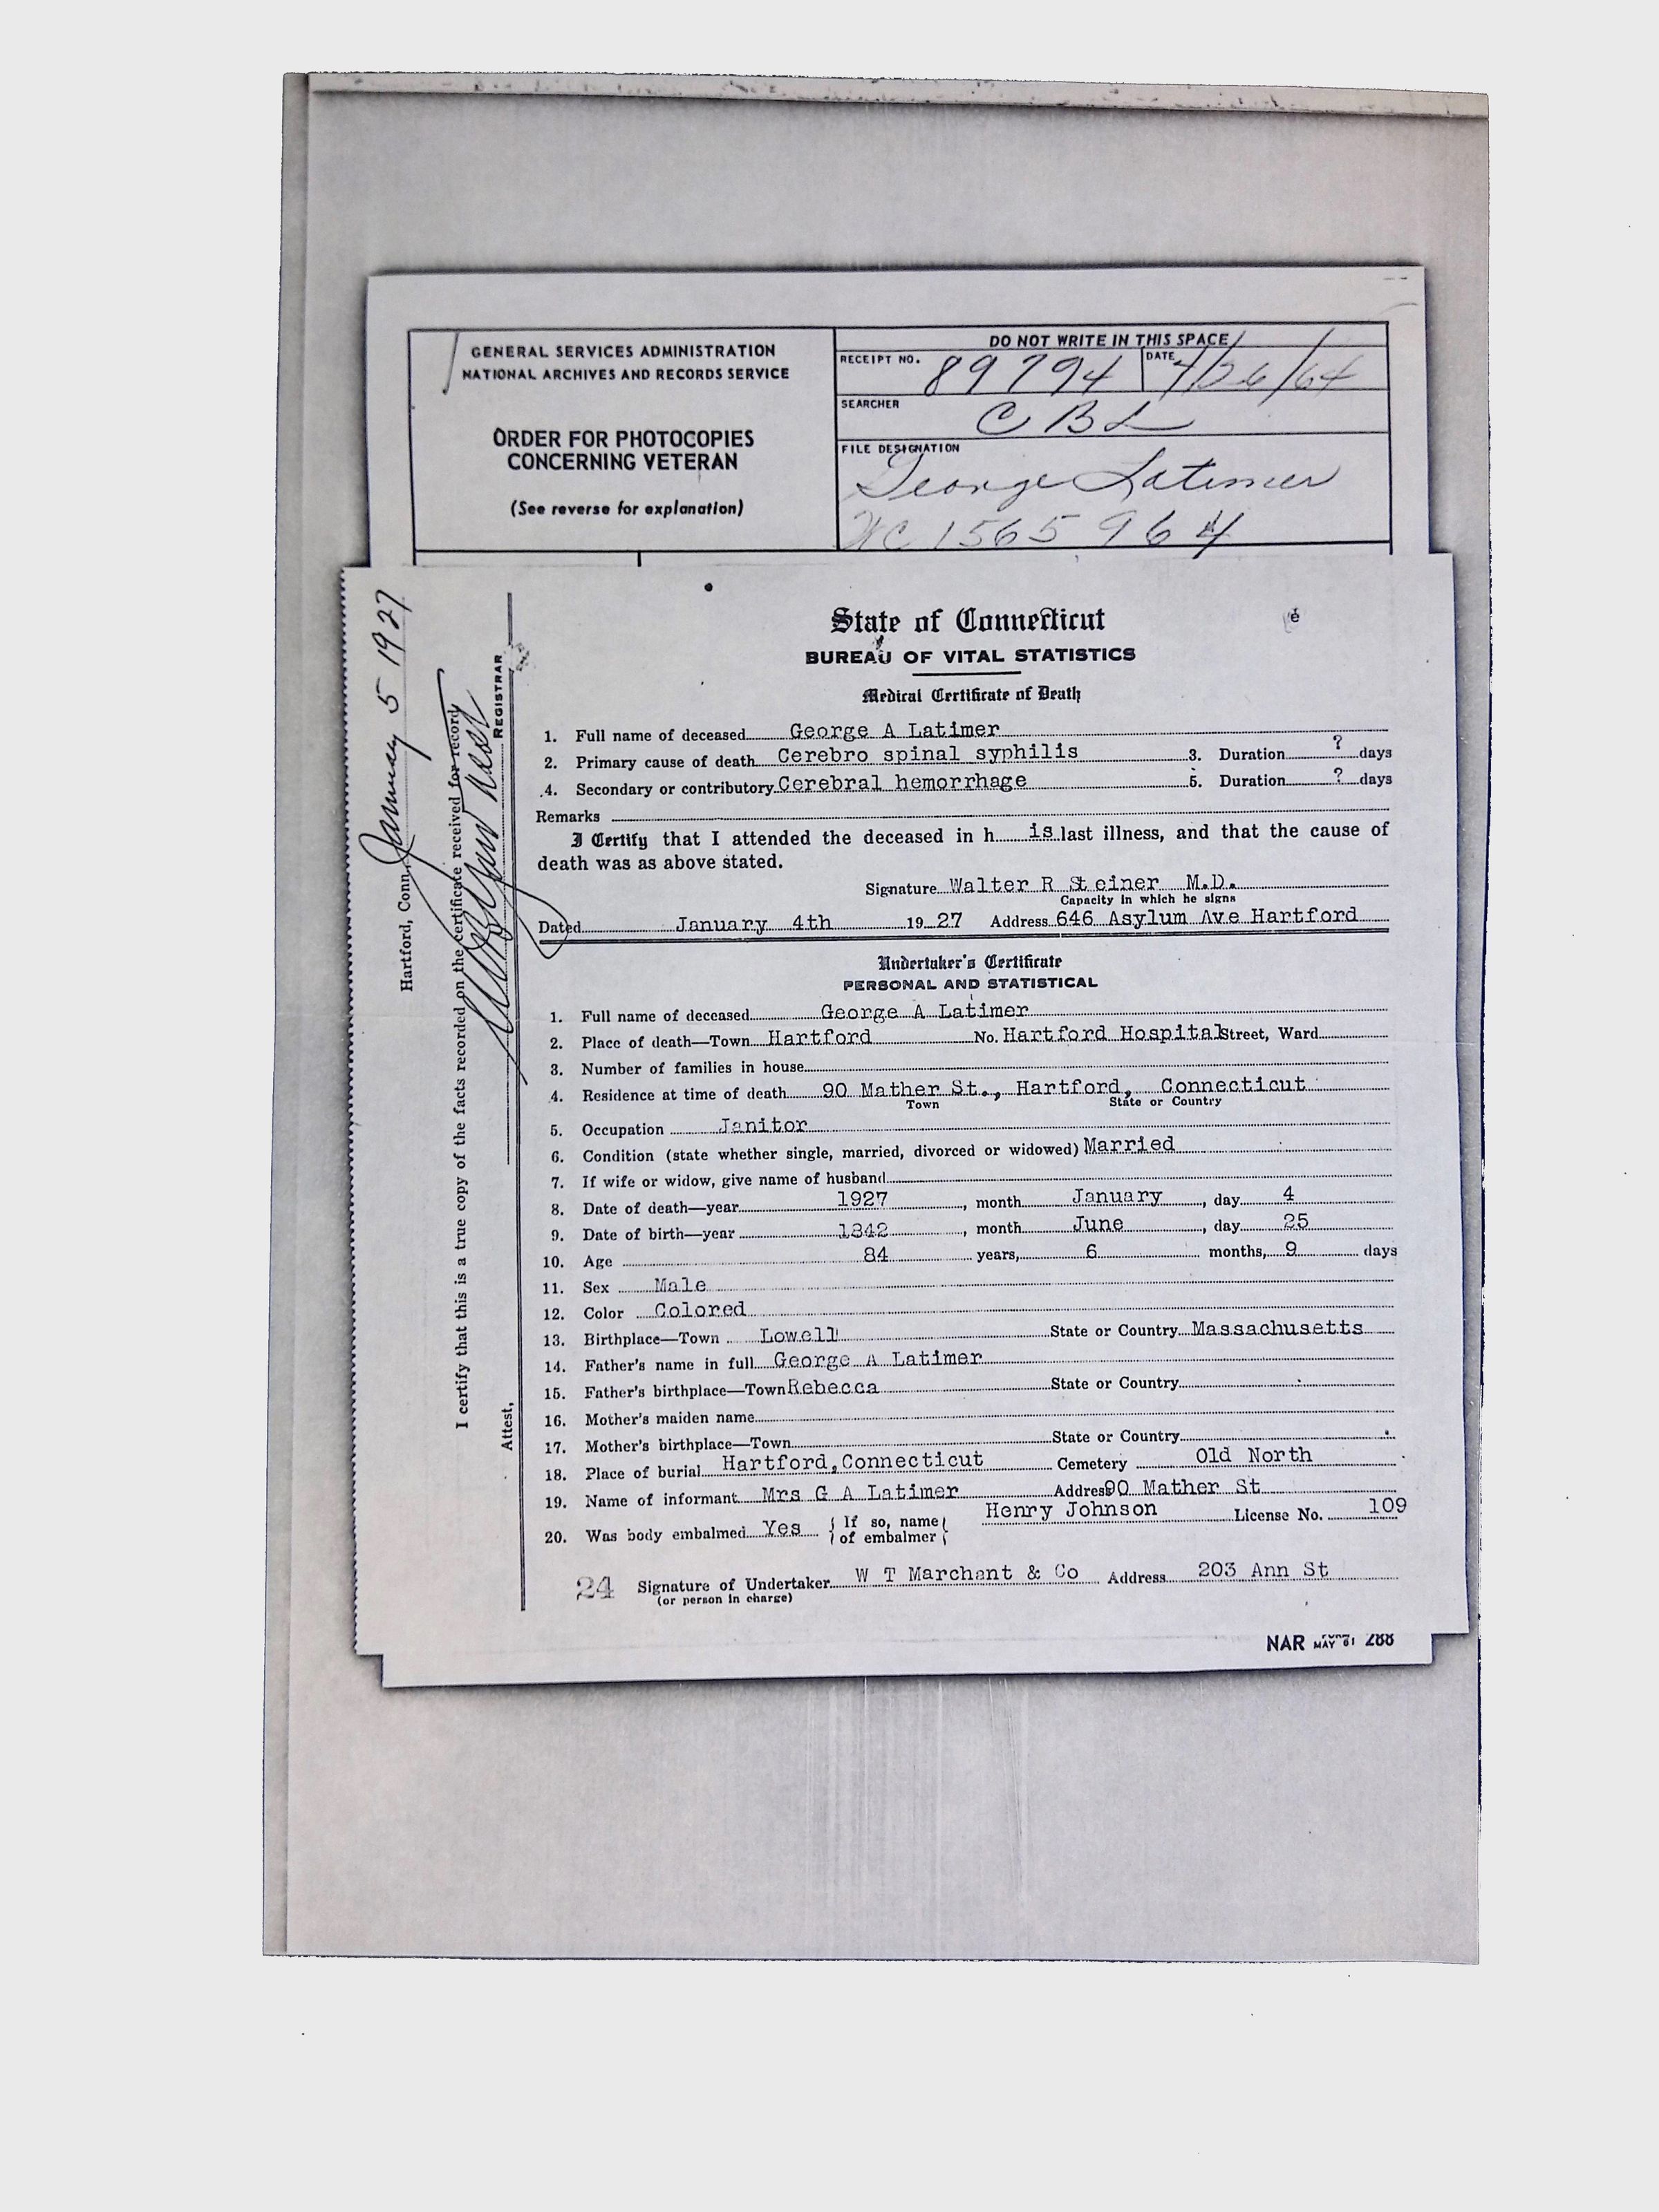 GENERAL SERVICES ADMINISTRATION
NATIONAL ARCHIVES AND RECORDS SERVICE
ORDER FOR PHOTOCOPIES
CONCERNING VETERAN
(See reverse for explanation)
DO NOT WRITE IN THIS SPACE
RECEIPT NO. 89794 DATE /26/64
SEARCHER CBL
FILE DESIGNATION
George Latimer
1565964
State of Connecticut
BUREAU OF VITAL STATISTICS
Medical Certificate of Death
1. Full name of deceased George A Latimer
2. Primary cause of death Cerebro spinal syphilis 3. Duration ? days
4. Secondary or contributory Cerebral hemorrhage 5. Duration ? days
Remarks
I Certify that I attended the deceased in h is last illness, and that the cause of
death was as above stated.
Signature Walter R Steiner M.D.
Capacity in which he signs
Dated January 4th 19 27 Address 646 Asylum Ave Hartford
Undertaker's Certificate
PERSONAL AND STATISTICAL
1. Full name of deceased George A Latimer
2. Place of death—Town Hartford No. Hartford Hospital Street, Ward
3. Number of families in house
4. Residence at time of death 90 Mather St., Hartford, Connecticut
Town State or Country
5. Occupation Janitor
6. Condition (state whether single, married, divorced or widowed) Married
7. If wife or widow, give name of husband
8. Date of death—year 1927, month January, day 4
9. Date of birth—year 1842, month June, day 25
10. Age 84 years, 6 months, 9 days
11. Sex Male
12. Color Colored
13. Birthplace—Town Lowell State or Country Massachusetts
14. Father's name in full George A Latimer
15. Father's birthplace—Town Rebecca State or Country
16. Mother's maiden name
17. Mother's birthplace—Town State or Country
18. Place of burial Hartford, Connecticut Cemetery Old North
19. Name of informant Mrs G A Latimer Address 90 Mather St
20. Was body embalmed Yes { If so, name of embalmer { Henry Johnson License No. 109
24 Signature of Undertaker W T Marchant & Co Address 203 Ann St
(or person in charge)
NAR FORM MAY 61 288
Hartford, Conn. January 5 1927
I certify that this is a true copy of the facts recorded on the certificate received for record
Attest, REGISTRAR